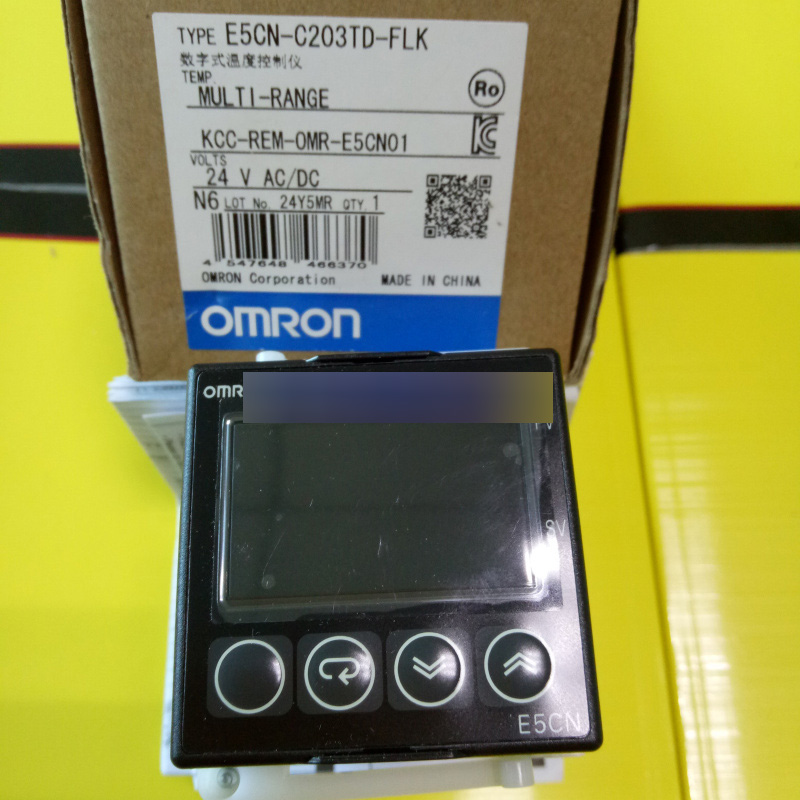 TYPE E5CN-C203TD-FLK
数字式温度控制仪
TEMP.
MULTI-RANGE
Ro
KCC-REM-OMR-E5CN01
VOLTS
24 V AC/DC
N6 LOT No. 24Y5MR QTY 1
4 547648 466370
OMRON Corporation MADE IN CHINA
OMRON
OMR
PV
SV
E5CN